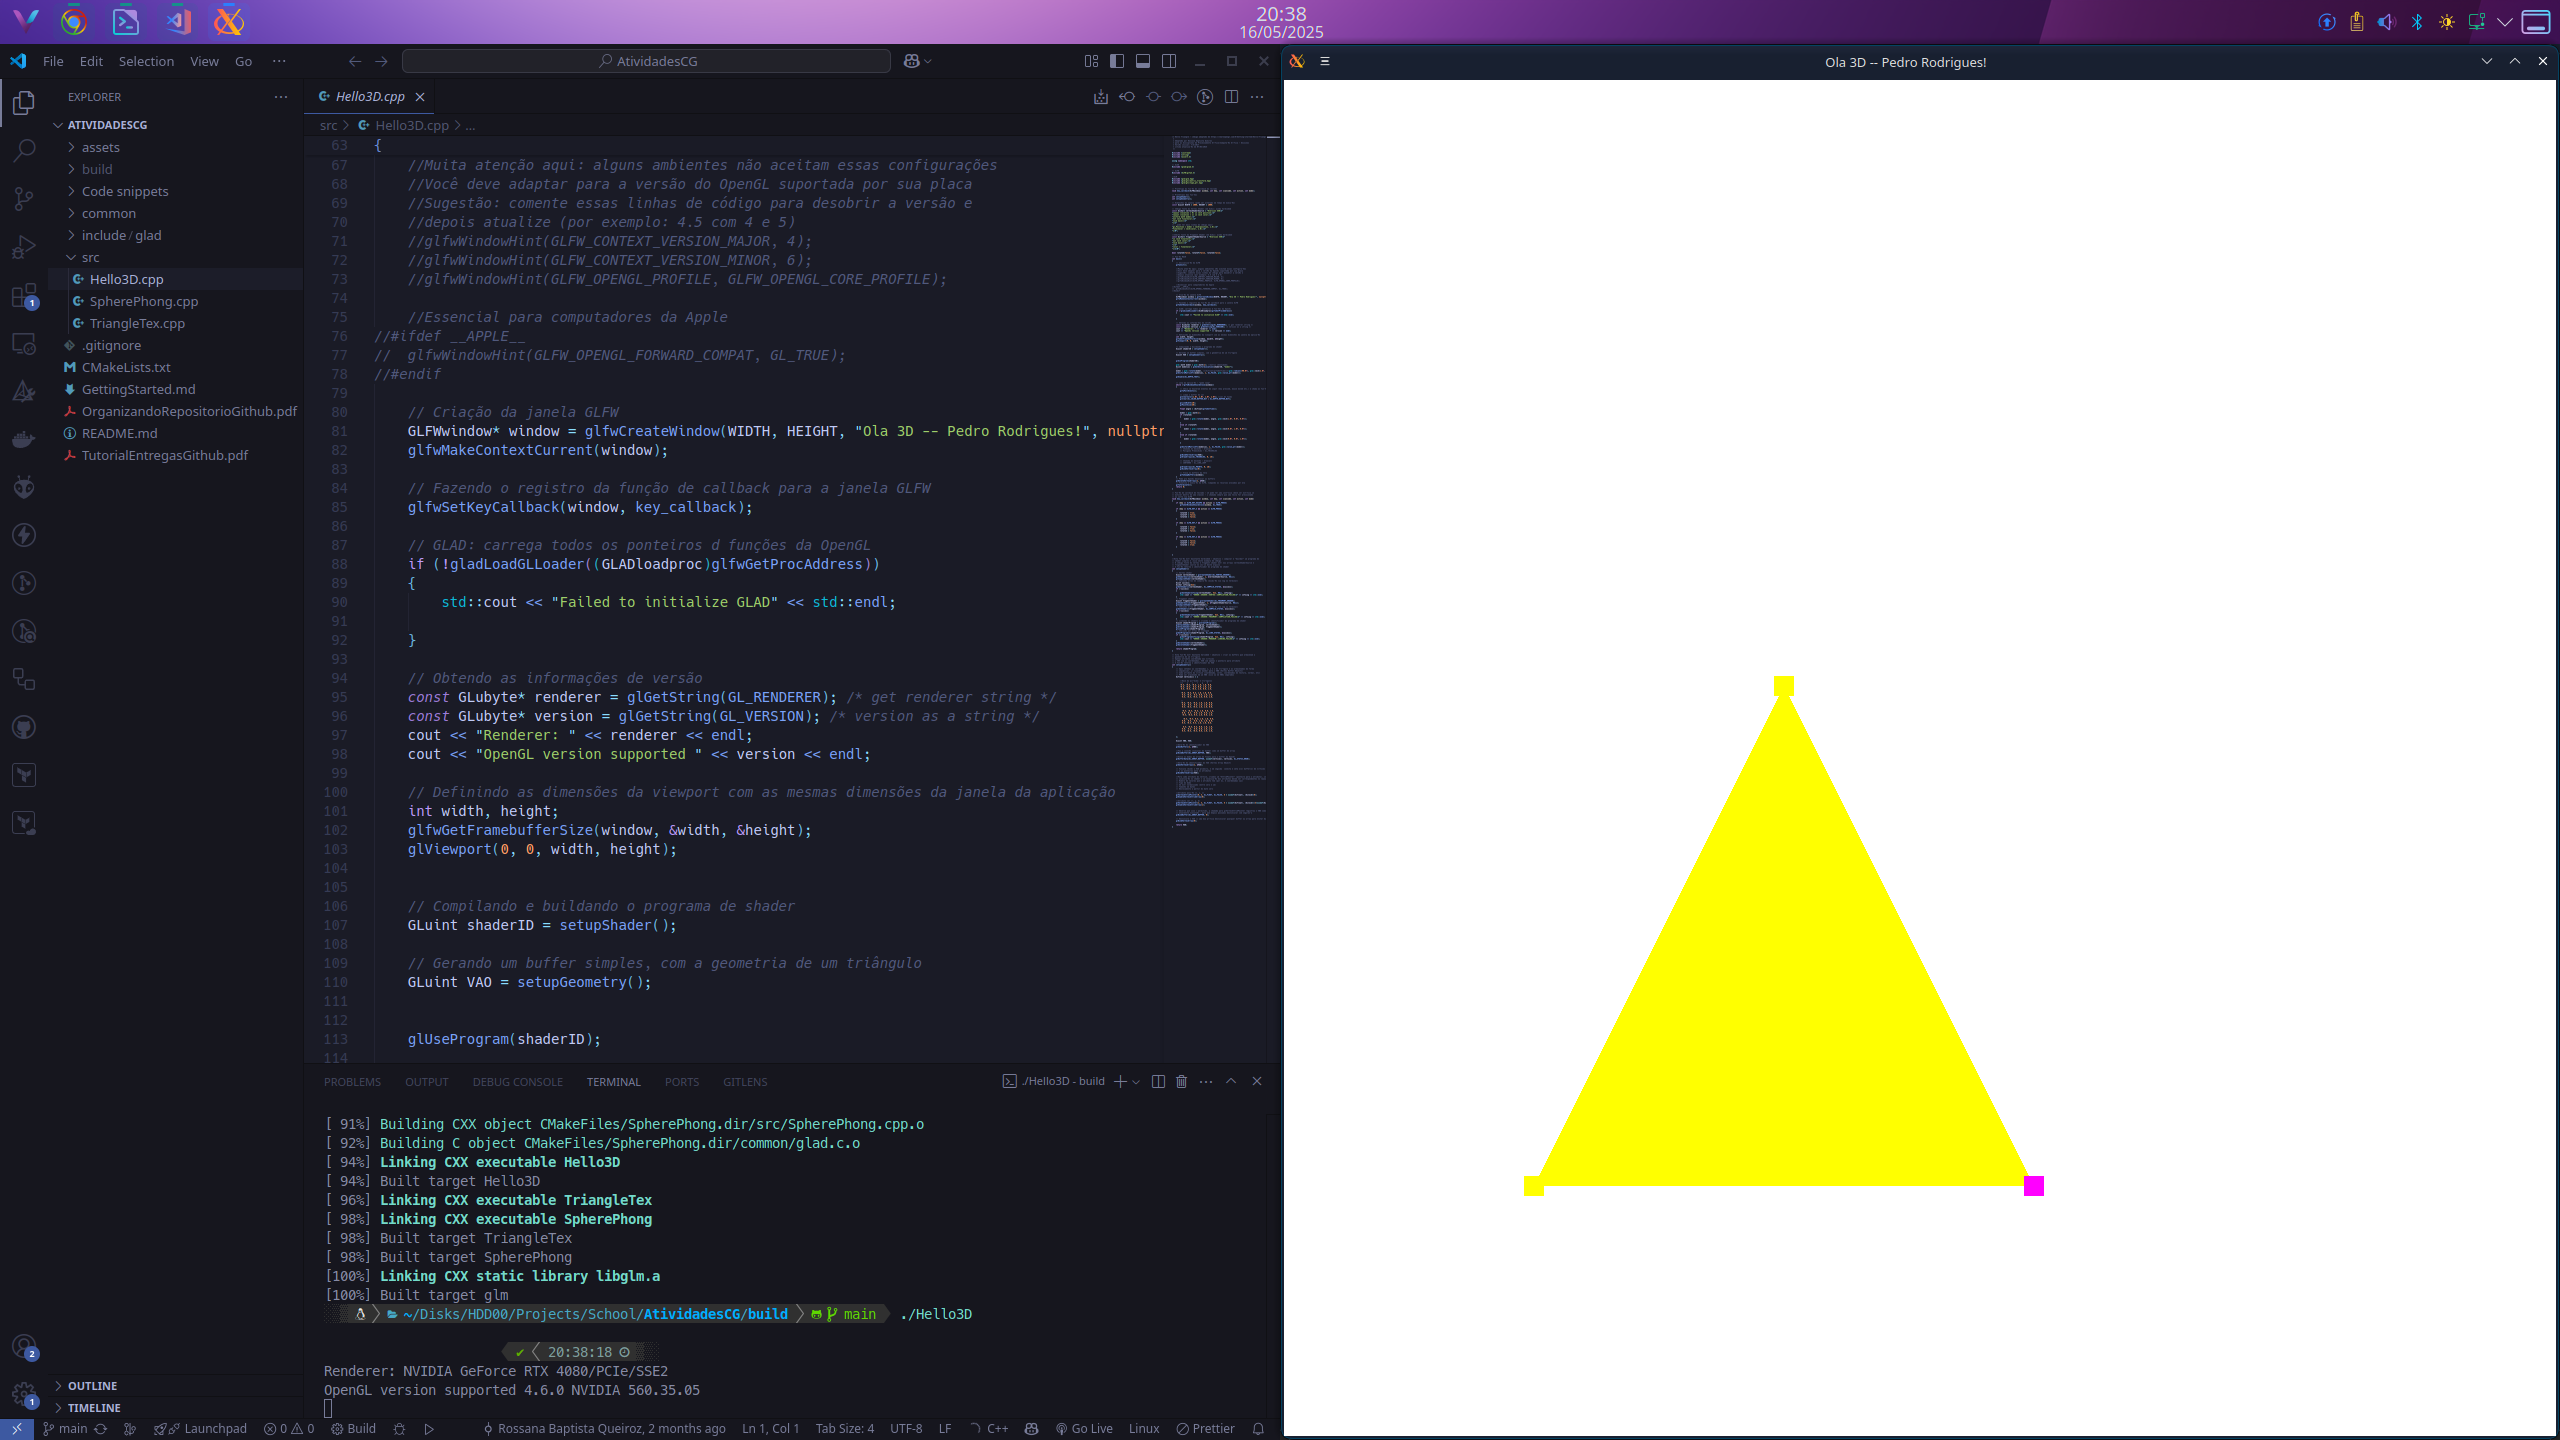 20:38
16/05/2025
File Edit Selection View Go ···
AtividadesCG
Ola 3D -- Pedro Rodrigues!
EXPLORER
ATIVIDADESCG
assets
build
Code snippets
common
include / glad
src
Hello3D.cpp
SpherePhong.cpp
TriangleTex.cpp
.gitignore
CMakeLists.txt
GettingStarted.md
OrganizandoRepositorioGithub.pdf
README.md
TutorialEntregasGithub.pdf
OUTLINE
TIMELINE
1
2
1
Hello3D.cpp
src > Hello3D.cpp > ...
63 {
67 //Muita atenção aqui: alguns ambientes não aceitam essas configurações
68 //Você deve adaptar para a versão do OpenGL suportada por sua placa
69 //Sugestão: comente essas linhas de código para desobrir a versão e
70 //depois atualize (por exemplo: 4.5 com 4 e 5)
71 //glfwWindowHint(GLFW_CONTEXT_VERSION_MAJOR, 4);
72 //glfwWindowHint(GLFW_CONTEXT_VERSION_MINOR, 6);
73 //glfwWindowHint(GLFW_OPENGL_PROFILE, GLFW_OPENGL_CORE_PROFILE);
74
75 //Essencial para computadores da Apple
76 //#ifdef __APPLE__
77 //  glfwWindowHint(GLFW_OPENGL_FORWARD_COMPAT, GL_TRUE);
78 //#endif
79
80 // Criação da janela GLFW
81 GLFWwindow* window = glfwCreateWindow(WIDTH, HEIGHT, "Ola 3D -- Pedro Rodrigues!", nullptr
82 glfwMakeContextCurrent(window);
83
84 // Fazendo o registro da função de callback para a janela GLFW
85 glfwSetKeyCallback(window, key_callback);
86
87 // GLAD: carrega todos os ponteiros d funções da OpenGL
88 if (!gladLoadGLLoader((GLADloadproc)glfwGetProcAddress))
89 {
90 std::cout << "Failed to initialize GLAD" << std::endl;
91
92 }
93
94 // Obtendo as informações de versão
95 const GLubyte* renderer = glGetString(GL_RENDERER); /* get renderer string */
96 const GLubyte* version = glGetString(GL_VERSION); /* version as a string */
97 cout << "Renderer: " << renderer << endl;
98 cout << "OpenGL version supported " << version << endl;
99
100 // Definindo as dimensões da viewport com as mesmas dimensões da janela da aplicação
101 int width, height;
102 glfwGetFramebufferSize(window, &width, &height);
103 glViewport(0, 0, width, height);
104
105
106 // Compilando e buildando o programa de shader
107 GLuint shaderID = setupShader();
108
109 // Gerando um buffer simples, com a geometria de um triângulo
110 GLuint VAO = setupGeometry();
111
112
113 glUseProgram(shaderID);
114
PROBLEMS OUTPUT DEBUG CONSOLE TERMINAL PORTS GITLENS
./Hello3D - build
[ 91%] Building CXX object CMakeFiles/SpherePhong.dir/src/SpherePhong.cpp.o
[ 92%] Building C object CMakeFiles/SpherePhong.dir/common/glad.c.o
[ 94%] Linking CXX executable Hello3D
[ 94%] Built target Hello3D
[ 96%] Linking CXX executable TriangleTex
[ 98%] Linking CXX executable SpherePhong
[ 98%] Built target TriangleTex
[ 98%] Built target SpherePhong
[100%] Linking CXX static library libglm.a
[100%] Built target glm
~/Disks/HDD00/Projects/School/AtividadesCG/build main ./Hello3D
✔ 20:38:18
Renderer: NVIDIA GeForce RTX 4080/PCIe/SSE2
OpenGL version supported 4.6.0 NVIDIA 560.35.05
main Launchpad 0 0 Build Rossana Baptista Queiroz, 2 months ago Ln 1, Col 1 Tab Size: 4 UTF-8 LF C++ Go Live Linux Prettier